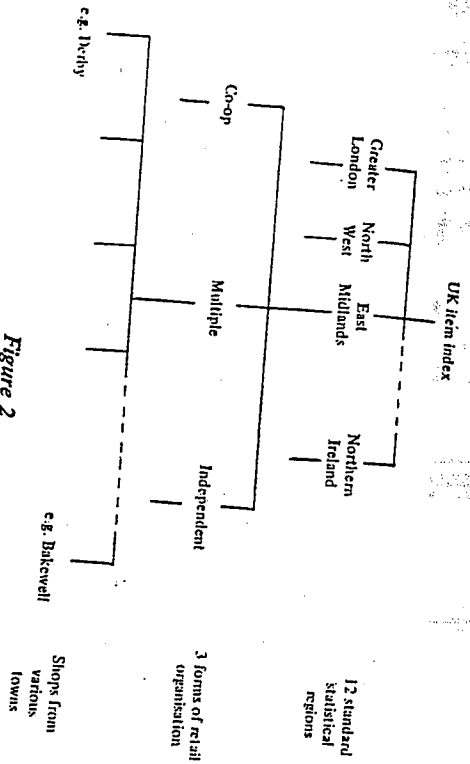 UK item index
Greater
London
North
West
East
Midlands
Northern
Ireland
12 standard
statistical
regions
Co-op
Multiple
Independent
3 forms of retail
organisation
e.g. Derby
e.g. Bakewell
Shops from
various
towns
Figure 2